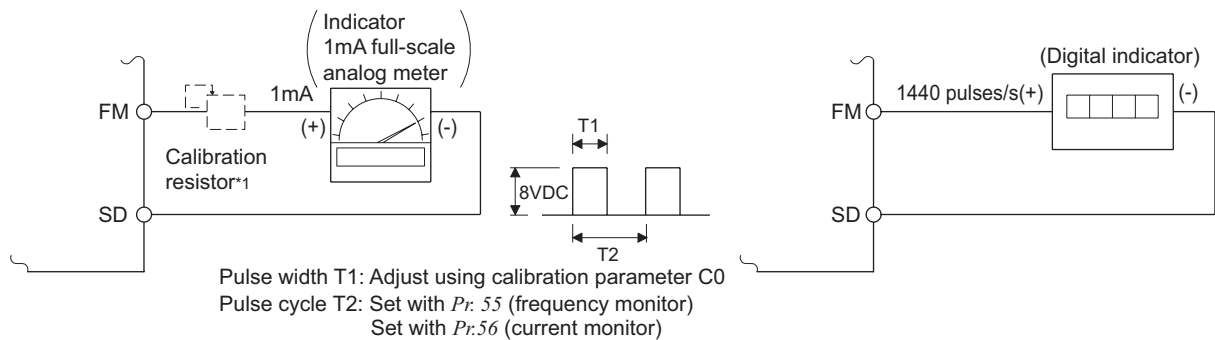 Indicator
1mA full-scale
analog meter
(Digital indicator)
FM
1mA
(+)
(-)
Calibration
resistor*1
SD
8VDC
T1
T2
FM
1440 pulses/s(+)
(-)
SD
Pulse width T1: Adjust using calibration parameter C0
Pulse cycle T2: Set with Pr. 55 (frequency monitor)
Set with Pr.56 (current monitor)